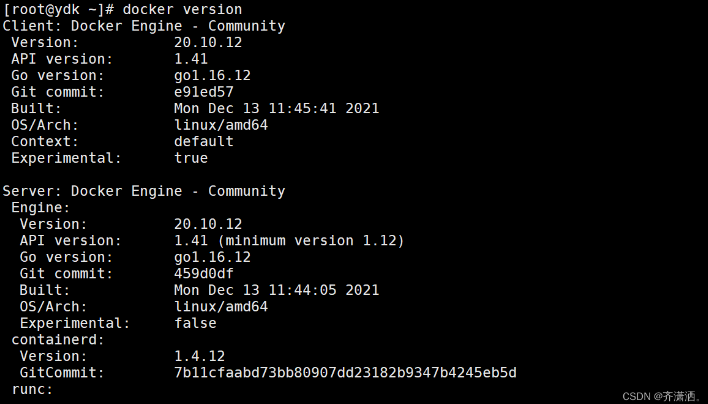 [root@ydk ~]# docker version
Client: Docker Engine - Community
 Version:           20.10.12
 API version:       1.41
 Go version:        go1.16.12
 Git commit:        e91ed57
 Built:             Mon Dec 13 11:45:41 2021
 OS/Arch:           linux/amd64
 Context:           default
 Experimental:      true

Server: Docker Engine - Community
 Engine:
  Version:          20.10.12
  API version:      1.41 (minimum version 1.12)
  Go version:       go1.16.12
  Git commit:       459d0df
  Built:            Mon Dec 13 11:44:05 2021
  OS/Arch:          linux/amd64
  Experimental:     false
 containerd:
  Version:          1.4.12
  GitCommit:        7b11cfaabd73bb80907dd23182b9347b4245eb5d
 runc:
CSDN @齐潇洒。